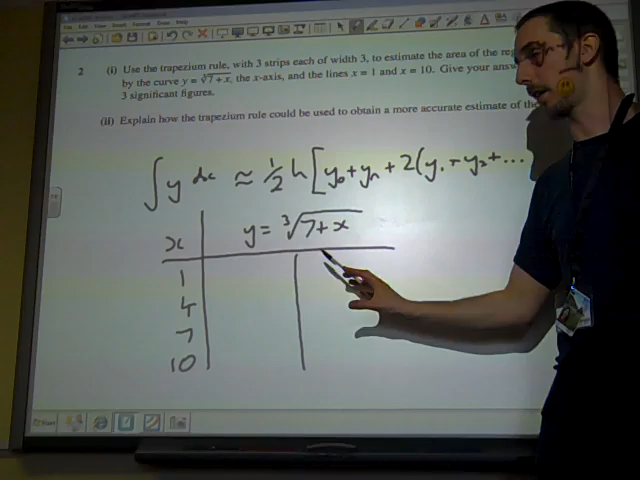 2 (i) Use the trapezium rule, with 3 strips each of width 3, to estimate the area of the
by the curve y = ∛7+x, the x-axis, and the lines x = 1 and x = 10. Give your
3 significant figures.
(ii) Explain how the trapezium rule could be used to obtain a more accurate estimate of the
∫ y dx ≈ 1/2 h [y₀ + yₙ + 2(y₁ + y₂ + ...
x y = ∛7+x
1
4
7
10
Start